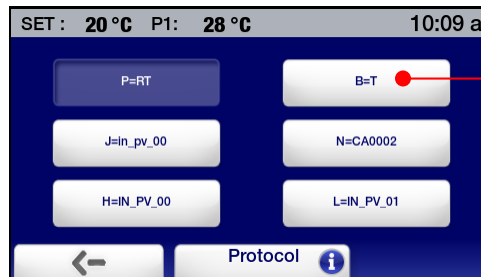 SET : 20 °C P1: 28 °C 10:09 a
P=RT B=T
J=in_pv_00 N=CA0002
H=IN_PV_00 L=IN_PV_01
Protocol i